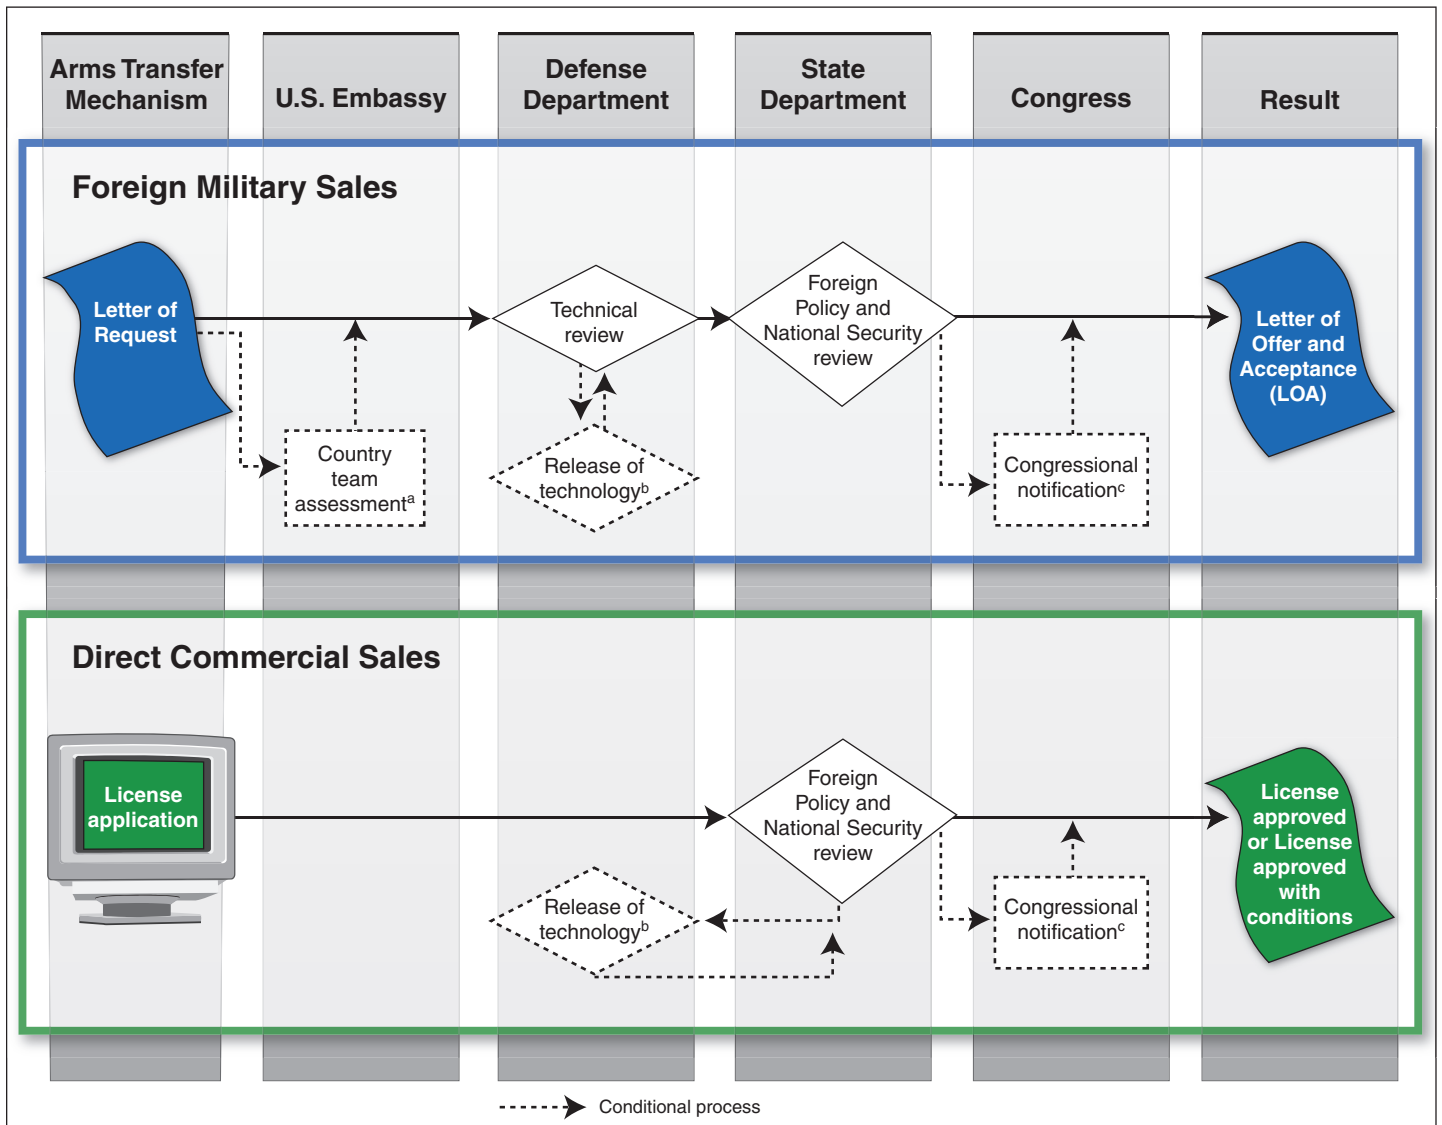 Arms Transfer
Mechanism
U.S. Embassy
Defense
Department
State
Department
Congress
Result
Foreign Military Sales
Letter of
Request
Country
team
assessmentᵃ
Technical
review
Release of
technologyᵇ
Foreign
Policy and
National Security
review
Congressional
notificationᶜ
Letter of
Offer and
Acceptance
(LOA)
Direct Commercial Sales
License
application
Release of
technologyᵇ
Foreign
Policy and
National Security
review
Congressional
notificationᶜ
License
approved
or License
approved
with
conditions
Conditional process